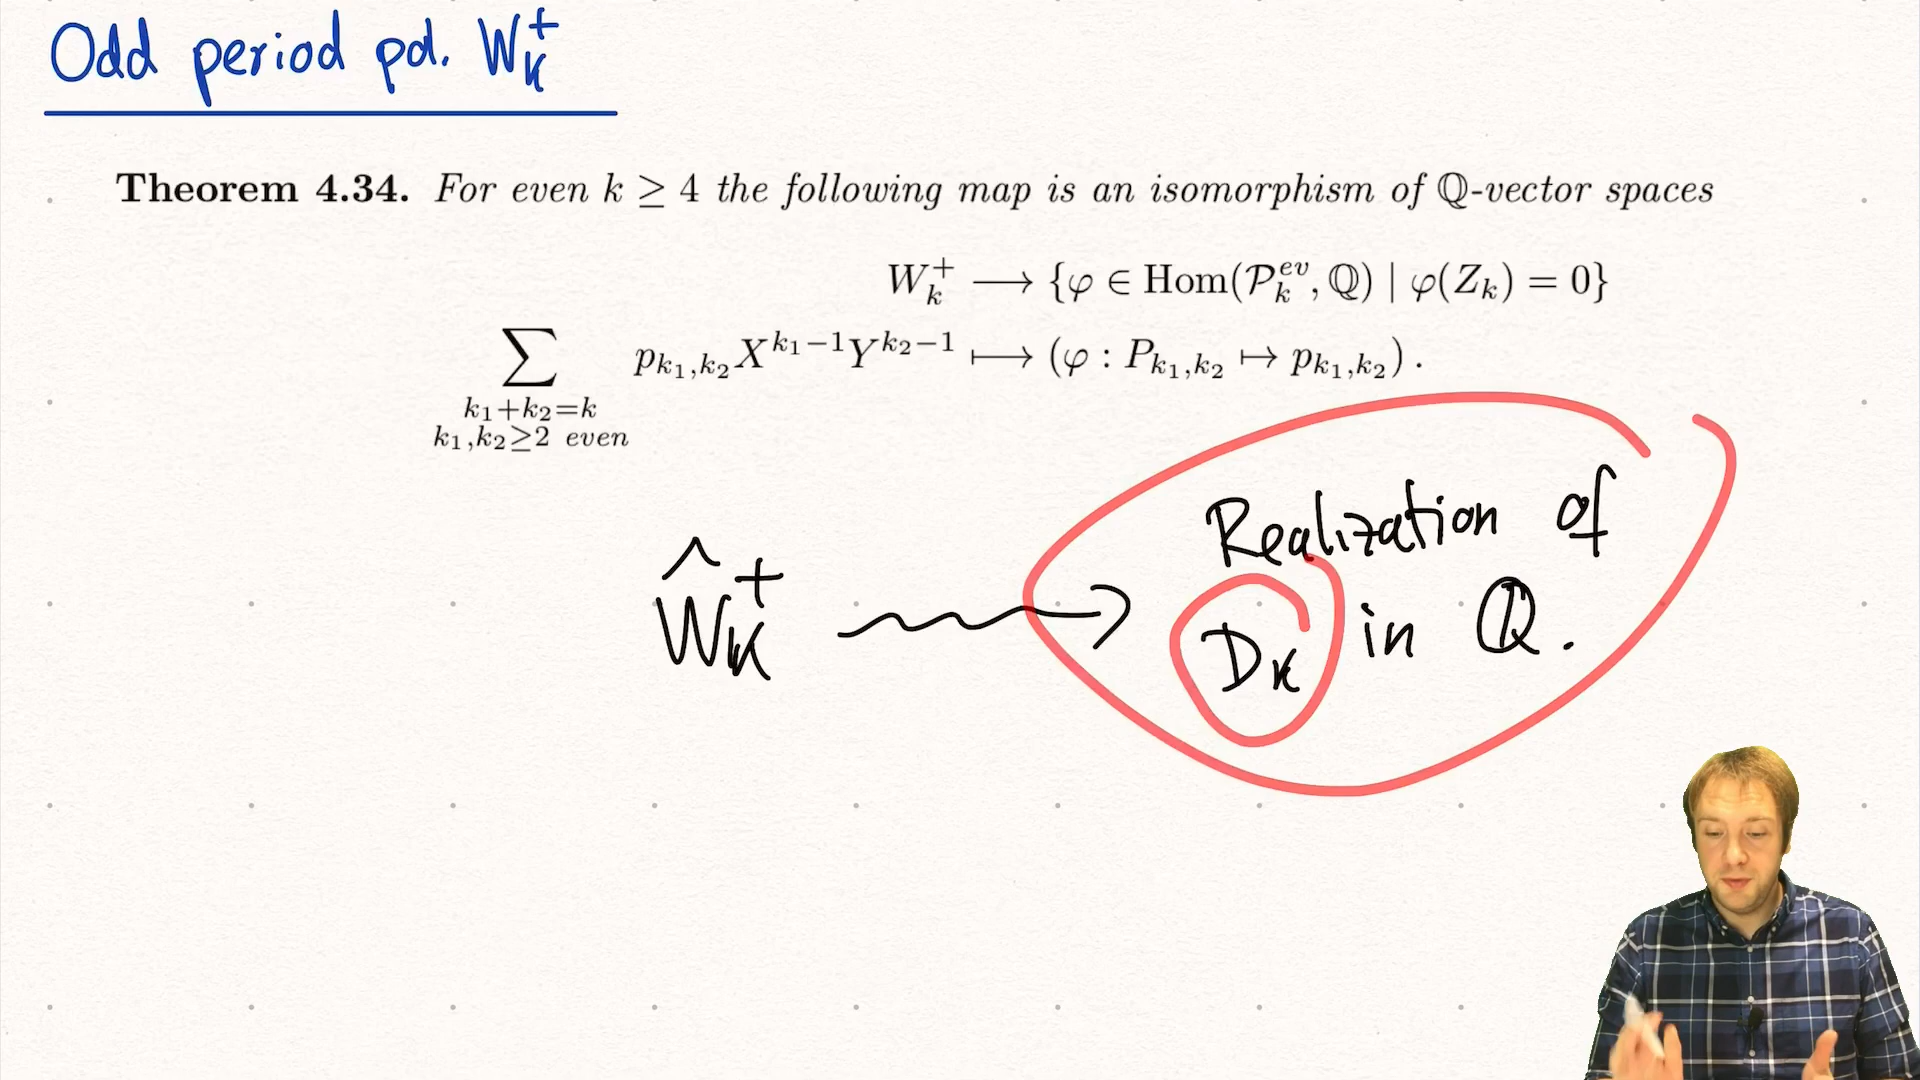 Odd period pol. W_k^+
Theorem 4.34. For even k ≥ 4 the following map is an isomorphism of ℚ-vector spaces
W_k^+ ⟶ {φ ∈ Hom(𝒫_k^{ev}, ℚ) | φ(Z_k) = 0}
∑_{k_1+k_2=k, k_1,k_2≥2 even} p_{k_1,k_2} X^{k_1−1} Y^{k_2−1} ⟼ (φ : P_{k_1,k_2} ↦ p_{k_1,k_2}) .
Realization of
Ŵ_k^+ ⇝ D_k in ℚ.